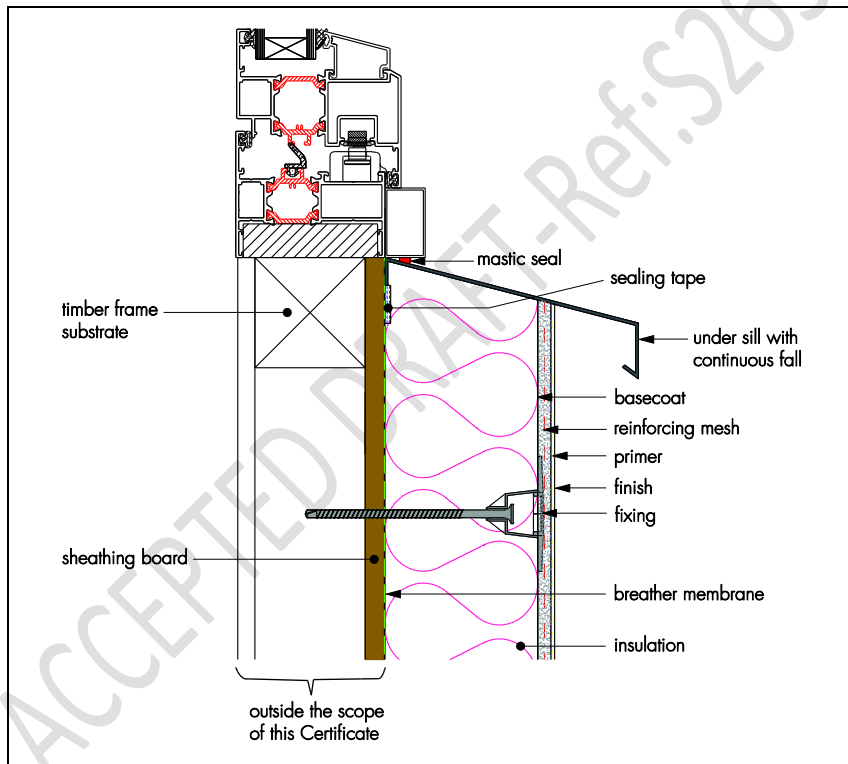 mastic seal
sealing tape
timber frame
substrate
under sill with
continuous fall
basecoat
reinforcing mesh
primer
finish
fixing
sheathing board
breather membrane
insulation
outside the scope
of this Certificate
ACCEPTED DRAFT-Ref:S263